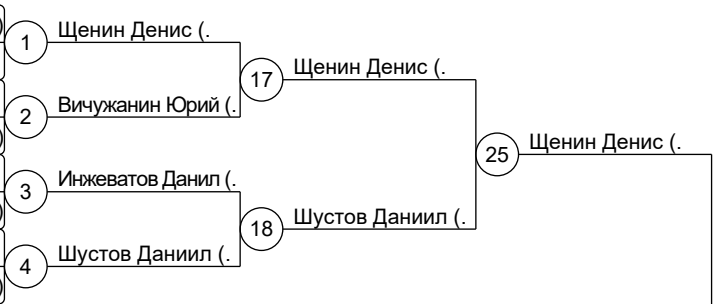 Щенин Денис (.
1
Щенин Денис (.
17
Вичужанин Юрий (.
2
Щенин Денис (.
25
Инжеватов Данил (.
3
Шустов Даниил (.
18
Шустов Даниил (.
4